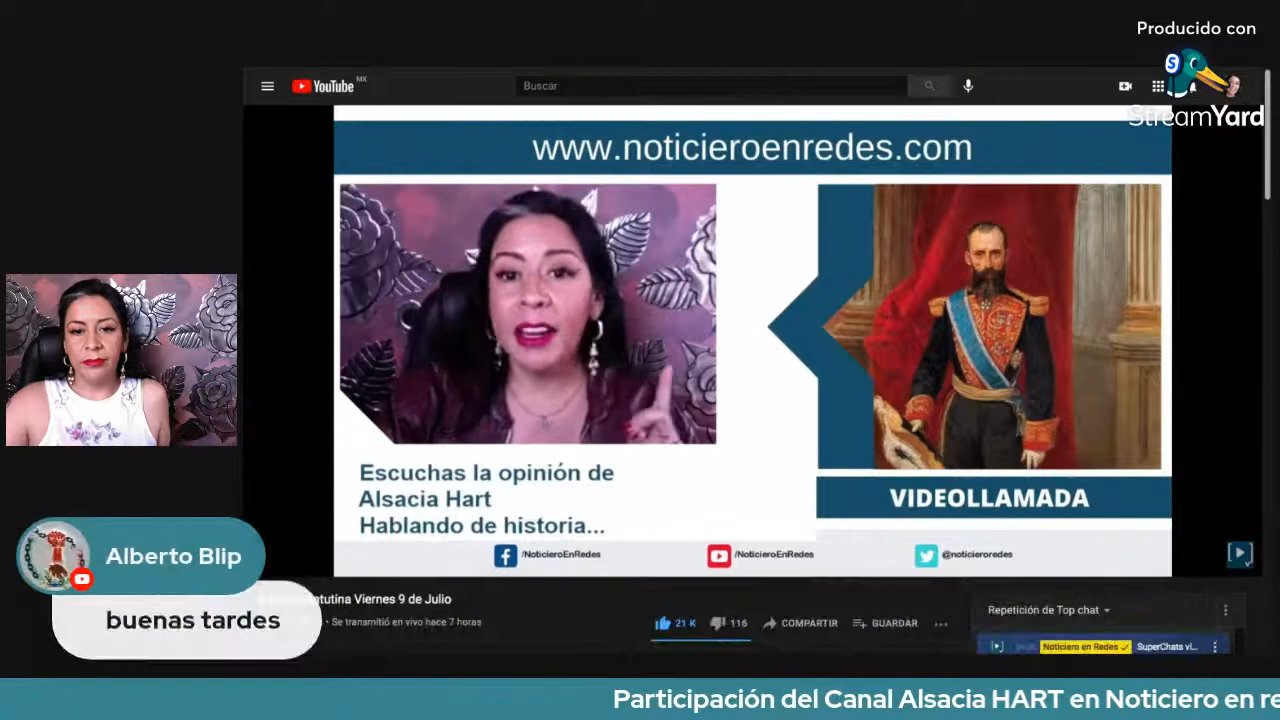 Producido con
StreamYard
YouTube MX
Buscar
www.noticieroenredes.com
Escuchas la opinión de
Alsacia Hart
Hablando de historia...
VIDEOLLAMADA
/NoticieroEnRedes
/NoticieroEnRedes
@noticieroredes
Alberto Blip
buenas tardes
Viernes 9 de Julio
• Se transmitió en vivo hace 7 horas
21 K
116
COMPARTIR
GUARDAR
Repetición de Top chat
Noticiero en Redes
SuperChats vi...
Participación del Canal Alsacia HART en Noticiero en re